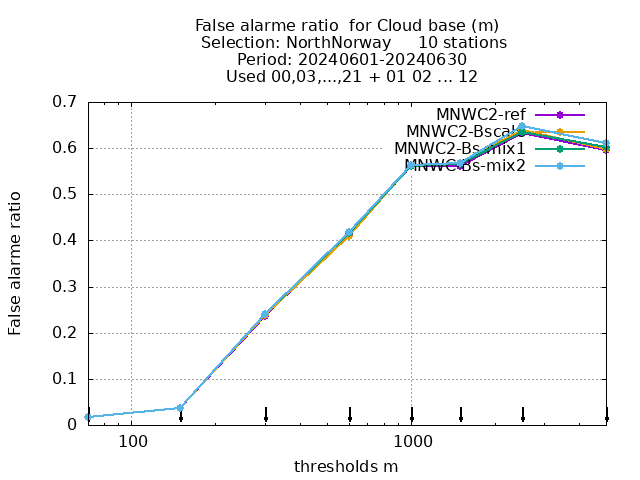 False alarme ratio for Cloud base (m)
Selection: NorthNorway 10 stations
Period: 20240601-20240630
Used 00,03,...,21 + 01 02 ... 12
0.7
0.6
0.5
0.4
0.3
0.2
0.1
0
False alarme ratio
MNWC2-ref
MNWC2-Bscale
MNWC2-Bs-mix1
MNWC-Bs-mix2
100
1000
thresholds m